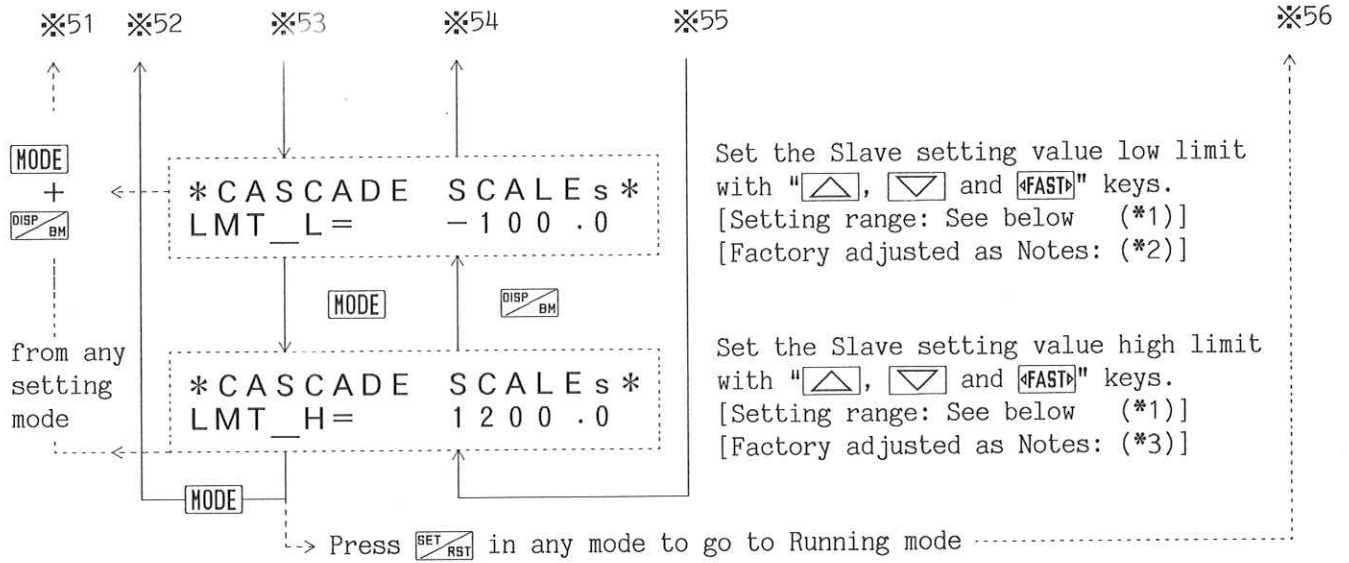 ※51 ※52 ※53 ※54 ※55 ※56
MODE
+
DISP/BM
*CASCADE SCALEs*
LMT_L= -100.0
Set the Slave setting value low limit
with "△, ▽ and ◁FAST▷" keys.
[Setting range: See below (*1)]
[Factory adjusted as Notes: (*2)]
MODE DISP/BM
from any
setting
mode
*CASCADE SCALEs*
LMT_H= 1200.0
Set the Slave setting value high limit
with "△, ▽ and ◁FAST▷" keys.
[Setting range: See below (*1)]
[Factory adjusted as Notes: (*3)]
MODE
Press SET/RST in any mode to go to Running mode